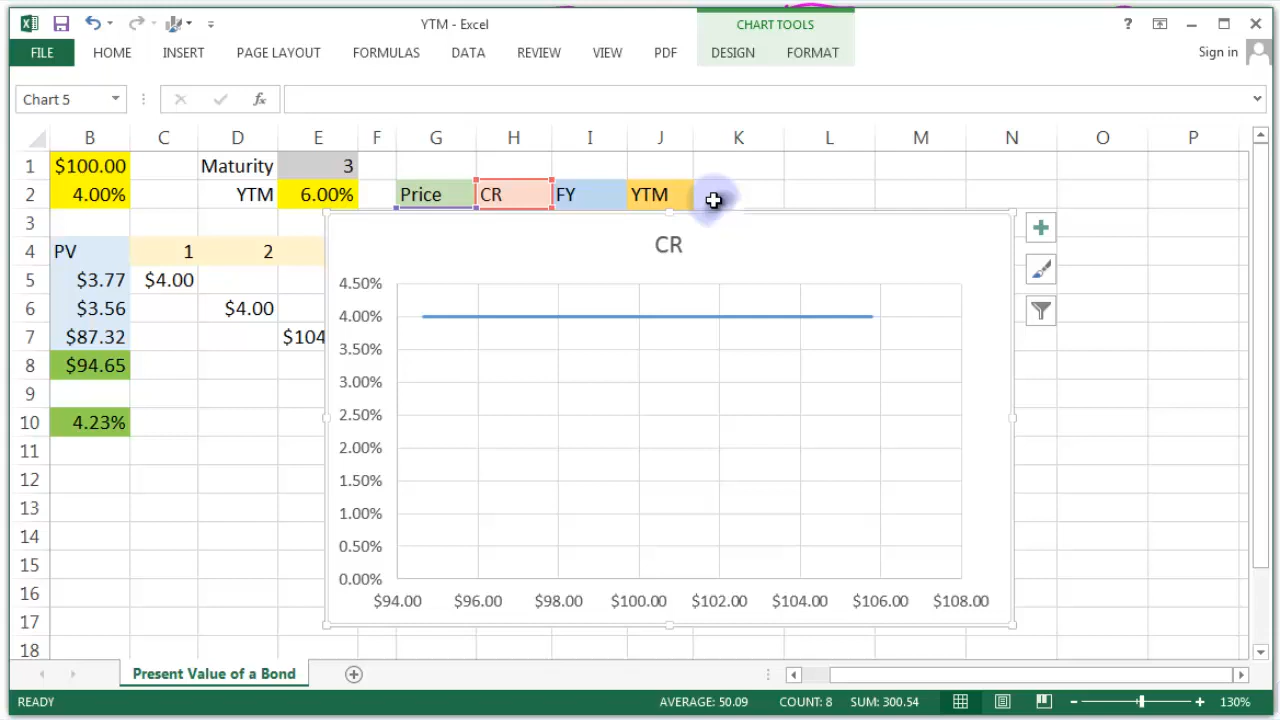 YTM - Excel
CHART TOOLS
?
FILE HOME INSERT PAGE LAYOUT FORMULAS DATA REVIEW VIEW PDF DESIGN FORMAT Sign in
Chart 5 fx
B C D E F G H I J K L M N O P
1 $100.00 Maturity 3
2 4.00% YTM 6.00% Price CR FY YTM
3
4 PV 1 2
5 $3.77 $4.00
6 $3.56 $4.00
7 $87.32 $104
8 $94.65
9
10 4.23%
11
12
13
14
15
16
17
18
CR
4.50%
4.00%
3.50%
3.00%
2.50%
2.00%
1.50%
1.00%
0.50%
0.00%
$94.00 $96.00 $98.00 $100.00 $102.00 $104.00 $106.00 $108.00
Present Value of a Bond
READY AVERAGE: 50.09 COUNT: 8 SUM: 300.54 130%